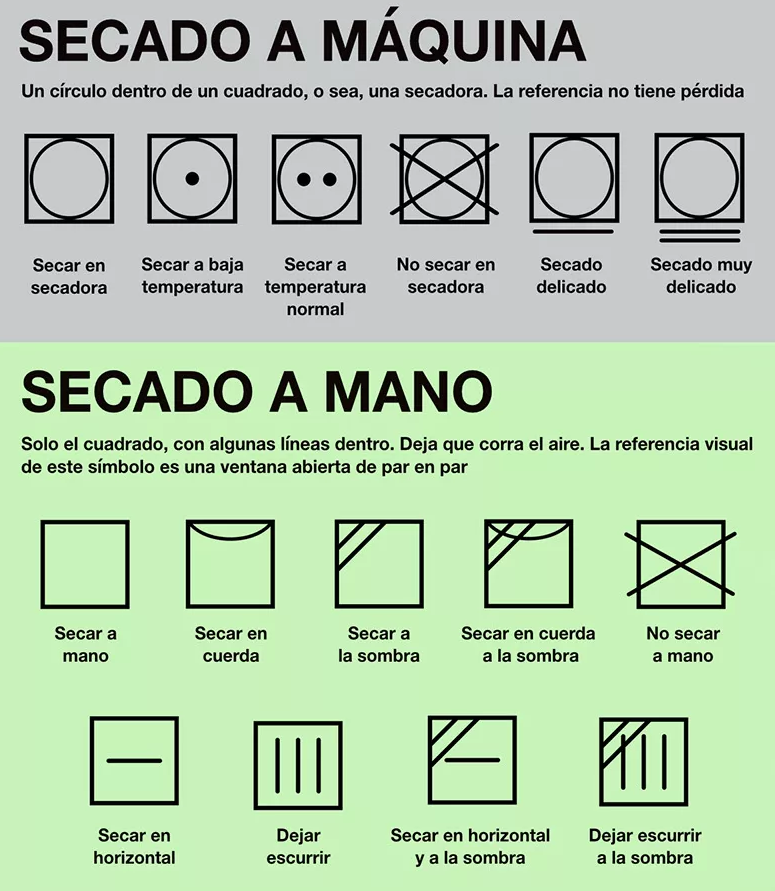 SECADO A MÁQUINA
Un círculo dentro de un cuadrado, o sea, una secadora. La referencia no tiene pérdida
Secar en
secadora
Secar a baja
temperatura
Secar a
temperatura
normal
No secar en
secadora
Secado
delicado
Secado muy
delicado
SECADO A MANO
Solo el cuadrado, con algunas líneas dentro. Deja que corra el aire. La referencia visual
de este símbolo es una ventana abierta de par en par
Secar a
mano
Secar en
cuerda
Secar a
la sombra
Secar en cuerda
a la sombra
No secar
a mano
Secar en
horizontal
Dejar
escurrir
Secar en horizontal
y a la sombra
Dejar escurrir
a la sombra